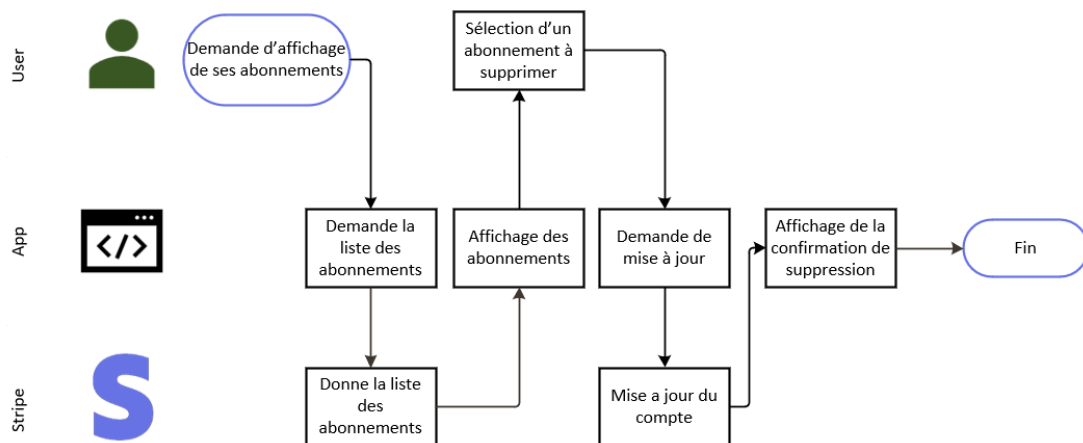 User
Demande d'affichage
de ses abonnements
Sélection d'un
abonnement à
supprimer
App
</>
Demande la
liste des
abonnements
Affichage des
abonnements
Demande de
mise à jour
Affichage de la
confirmation de
suppression
Fin
Stripe
S
Donne la liste
des
abonnements
Mise a jour du
compte